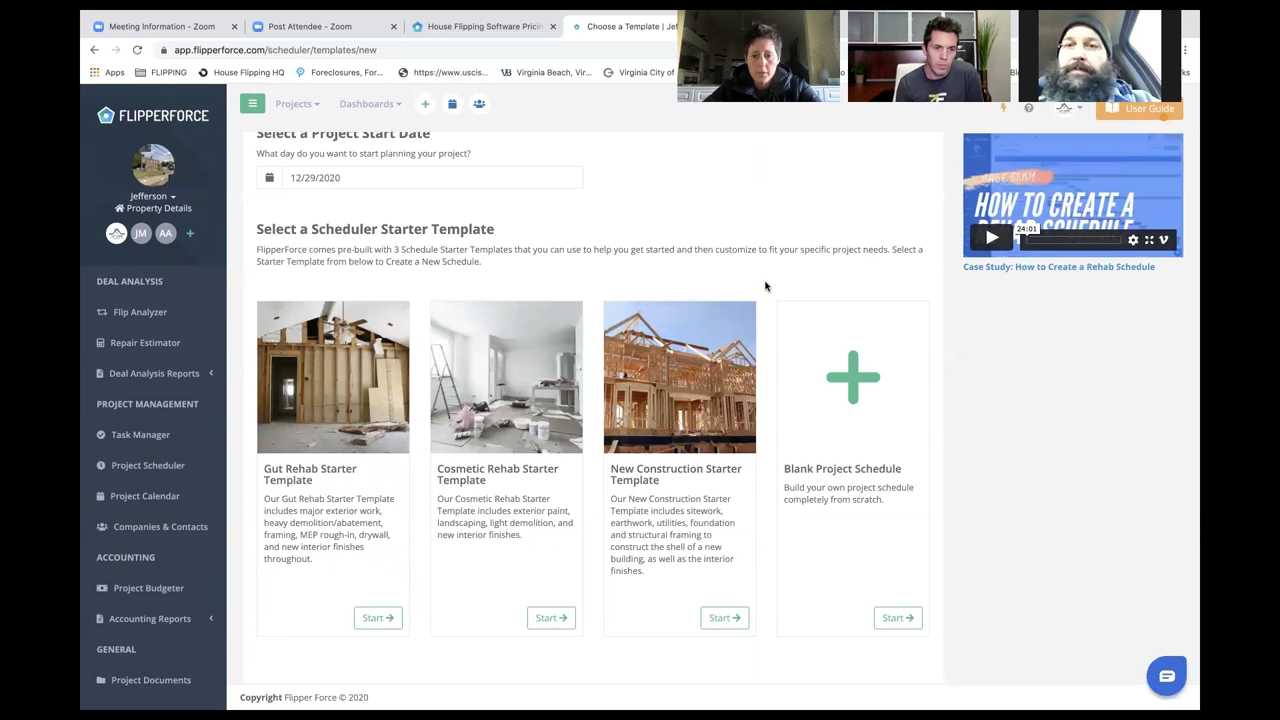 Meeting Information - Zoom
Post Attendee - Zoom
House Flipping Software Pricin
Choose a Template | Jef
app.flipperforce.com/scheduler/templates/new
Apps
FLIPPING
House Flipping HQ
Foreclosures, For...
https://www.uscis...
Virginia Beach, Vir...
Virginia City of
FLIPPERFORCE
Projects
Dashboards
User Guide
Jefferson
Property Details
JM
AA
DEAL ANALYSIS
Flip Analyzer
Repair Estimator
Deal Analysis Reports
PROJECT MANAGEMENT
Task Manager
Project Scheduler
Project Calendar
Companies & Contacts
ACCOUNTING
Project Budgeter
Accounting Reports
GENERAL
Project Documents
Select a Project Start Date
What day do you want to start planning your project?
12/29/2020
Select a Scheduler Starter Template
FlipperForce comes pre-built with 3 Schedule Starter Templates that you can use to help you get started and then customize to fit your specific project needs. Select a
Starter Template from below to Create a New Schedule.
Gut Rehab Starter
Template
Our Gut Rehab Starter Template
includes major exterior work,
heavy demolition/abatement,
framing, MEP rough-in, drywall,
and new interior finishes
throughout.
Start
Cosmetic Rehab Starter
Template
Our Cosmetic Rehab Starter
Template includes exterior paint,
landscaping, light demolition, and
new interior finishes.
Start
New Construction Starter
Template
Our New Construction Starter
Template includes sitework,
earthwork, utilities, foundation
and structural framing to
construct the shell of a new
building, as well as the interior
finishes.
Start
Blank Project Schedule
Build your own project schedule
completely from scratch.
Start
CASE STUDY:
HOW TO CREATE A
REHAB SCHEDULE
24:01
Case Study: How to Create a Rehab Schedule
Copyright Flipper Force © 2020